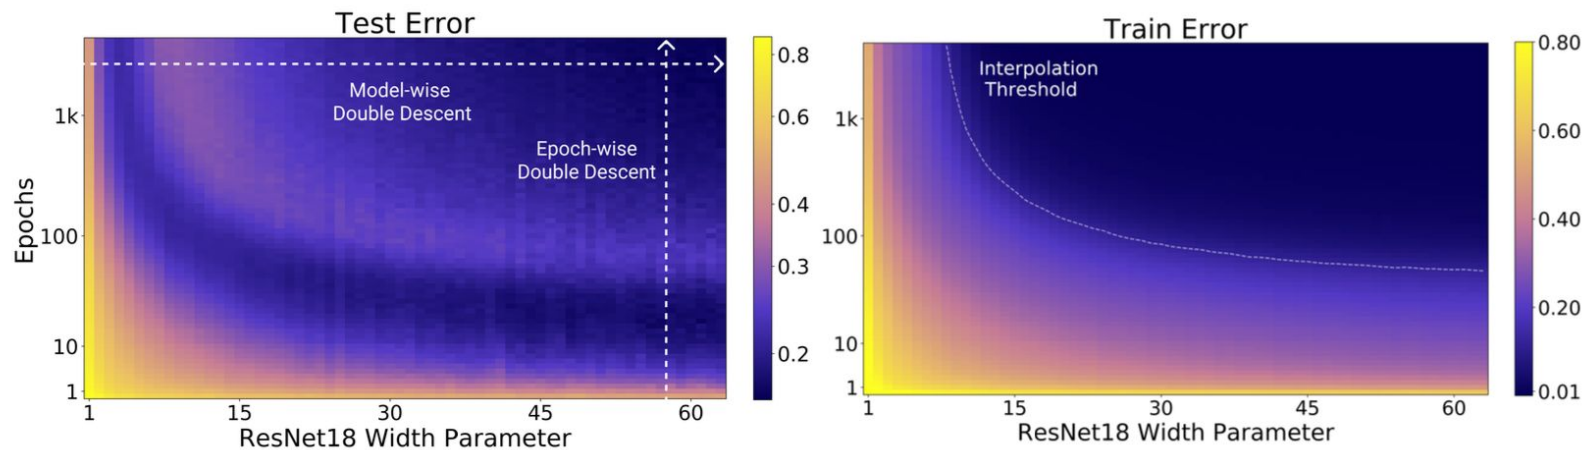 Test Error
Model-wise
Double Descent
Epoch-wise
Double Descent
Epochs
1k
100
10
1
1
15
30
45
60
ResNet18 Width Parameter
0.8
0.6
0.4
0.3
0.2
Train Error
Interpolation
Threshold
1k
100
10
1
1
15
30
45
60
ResNet18 Width Parameter
0.80
0.60
0.40
0.20
0.01